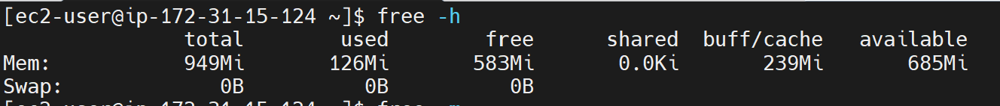 [ec2-user@ip-172-31-15-124 ~]$ free -h
total used free shared buff/cache available
Mem: 949Mi 126Mi 583Mi 0.0Ki 239Mi 685Mi
Swap: 0B 0B 0B